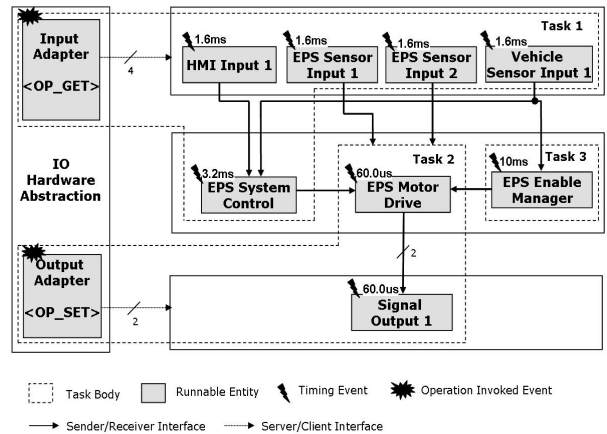 Input
Adapter
<OP_GET>
4
Task 1
1.6ms
HMI Input 1
1.6ms
EPS Sensor
Input 1
1.6ms
EPS Sensor
Input 2
1.6ms
Vehicle
Sensor Input 1
IO
Hardware
Abstraction
Task 2
Task 3
3.2ms
EPS System
Control
60.0us
EPS Motor
Drive
10ms
EPS Enable
Manager
2
Output
Adapter
<OP_SET>
2
60.0us
Signal
Output 1
Task Body
Runnable Entity
Timing Event
Operation Invoked Event
Sender/Receiver Interface
Server/Client Interface